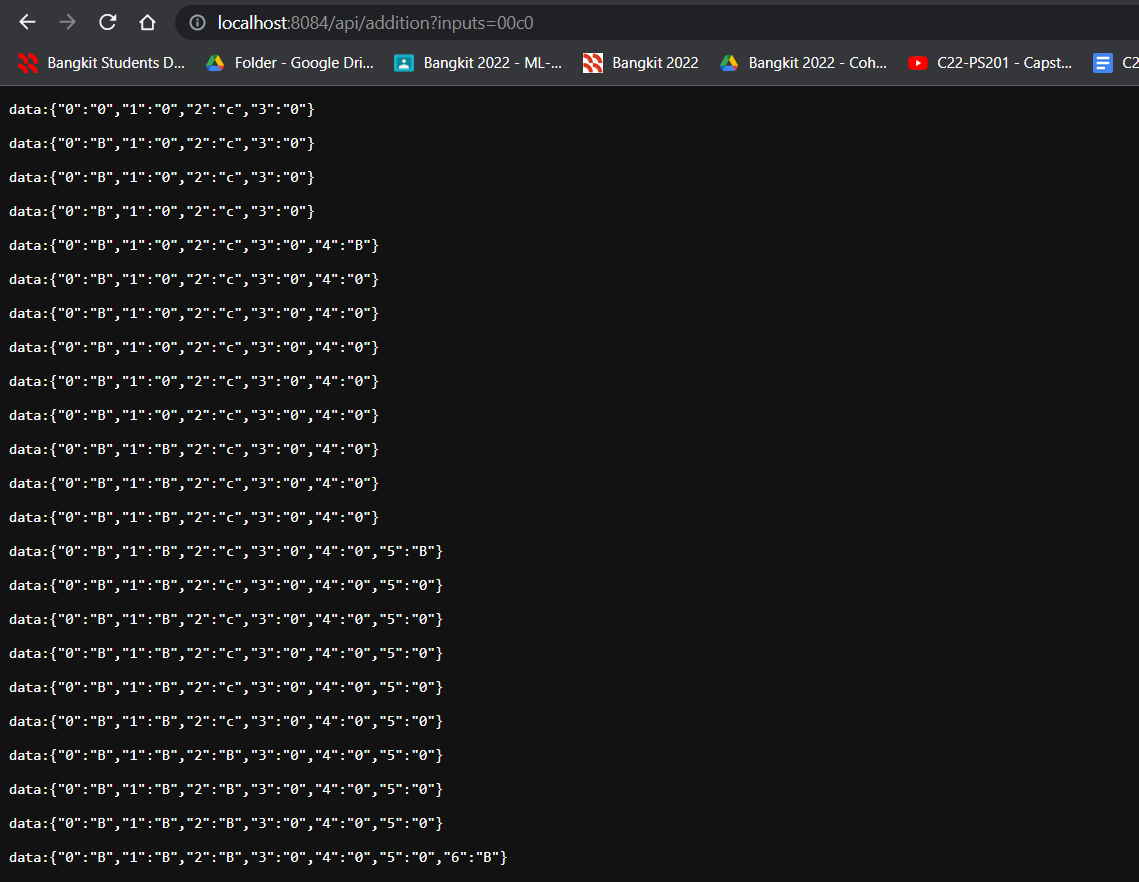 localhost:8084/api/addition?inputs=00c0
Bangkit Students D... Folder - Google Dri... Bangkit 2022 - ML-... Bangkit 2022 Bangkit 2022 - Coh... C22-PS201 - Capst... C2
data:{"0":"0","1":"0","2":"c","3":"0"}
data:{"0":"B","1":"0","2":"c","3":"0"}
data:{"0":"B","1":"0","2":"c","3":"0"}
data:{"0":"B","1":"0","2":"c","3":"0"}
data:{"0":"B","1":"0","2":"c","3":"0","4":"B"}
data:{"0":"B","1":"0","2":"c","3":"0","4":"0"}
data:{"0":"B","1":"0","2":"c","3":"0","4":"0"}
data:{"0":"B","1":"0","2":"c","3":"0","4":"0"}
data:{"0":"B","1":"0","2":"c","3":"0","4":"0"}
data:{"0":"B","1":"0","2":"c","3":"0","4":"0"}
data:{"0":"B","1":"B","2":"c","3":"0","4":"0"}
data:{"0":"B","1":"B","2":"c","3":"0","4":"0"}
data:{"0":"B","1":"B","2":"c","3":"0","4":"0"}
data:{"0":"B","1":"B","2":"c","3":"0","4":"0","5":"B"}
data:{"0":"B","1":"B","2":"c","3":"0","4":"0","5":"0"}
data:{"0":"B","1":"B","2":"c","3":"0","4":"0","5":"0"}
data:{"0":"B","1":"B","2":"c","3":"0","4":"0","5":"0"}
data:{"0":"B","1":"B","2":"c","3":"0","4":"0","5":"0"}
data:{"0":"B","1":"B","2":"c","3":"0","4":"0","5":"0"}
data:{"0":"B","1":"B","2":"B","3":"0","4":"0","5":"0"}
data:{"0":"B","1":"B","2":"B","3":"0","4":"0","5":"0"}
data:{"0":"B","1":"B","2":"B","3":"0","4":"0","5":"0"}
data:{"0":"B","1":"B","2":"B","3":"0","4":"0","5":"0","6":"B"}